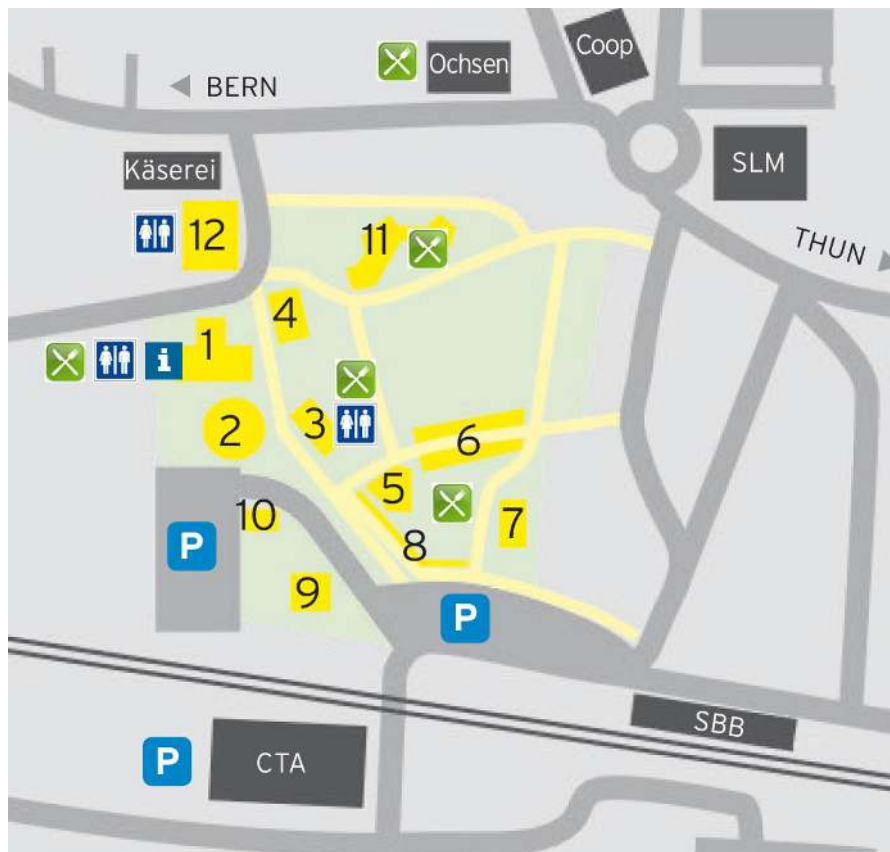 Coop
Ochsen
BERN
SLM
Käserei
12
11
THUN
4
1
i
3
2
6
5
10
7
8
P
9
P
SBB
P
CTA